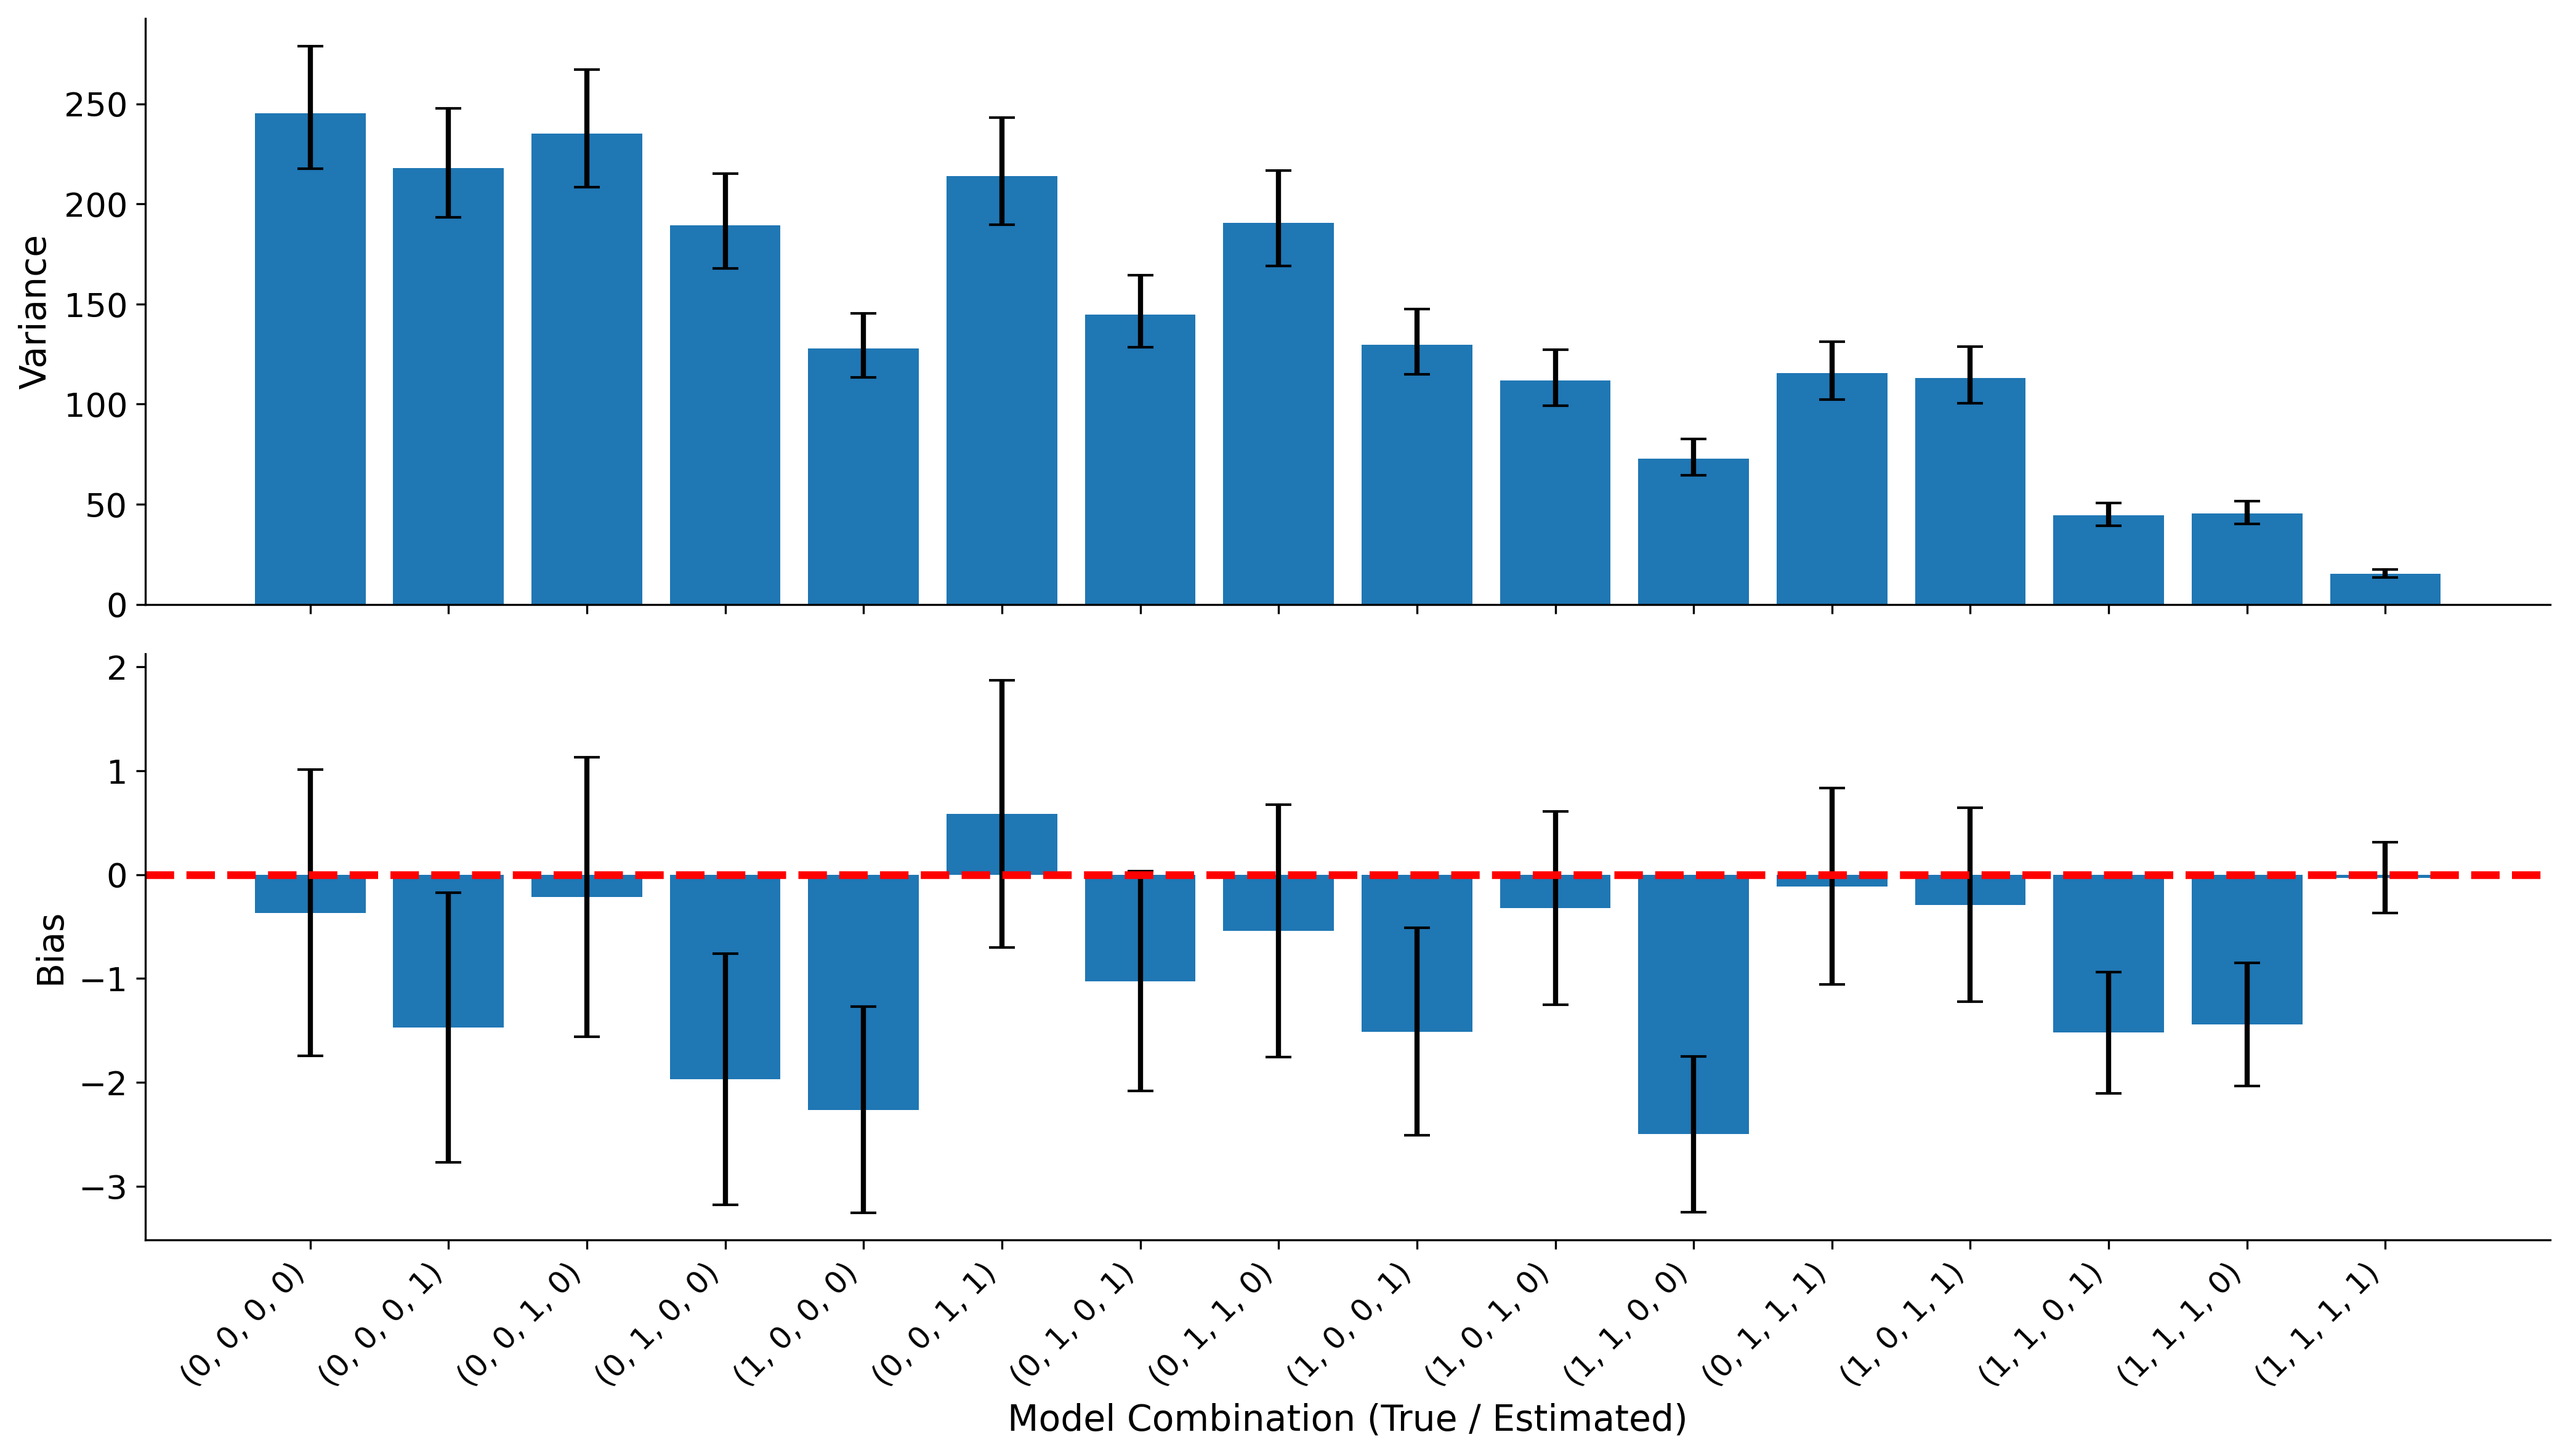 Variance
250
200
150
100
50
0
Bias
2
1
0
−1
−2
−3
(0, 0, 0, 0)
(0, 0, 0, 1)
(0, 0, 1, 0)
(0, 1, 0, 0)
(1, 0, 0, 0)
(0, 0, 1, 1)
(0, 1, 0, 1)
(0, 1, 1, 0)
(1, 0, 0, 1)
(1, 0, 1, 0)
(1, 1, 0, 0)
(0, 1, 1, 1)
(1, 0, 1, 1)
(1, 1, 0, 1)
(1, 1, 1, 0)
(1, 1, 1, 1)
Model Combination (True / Estimated)